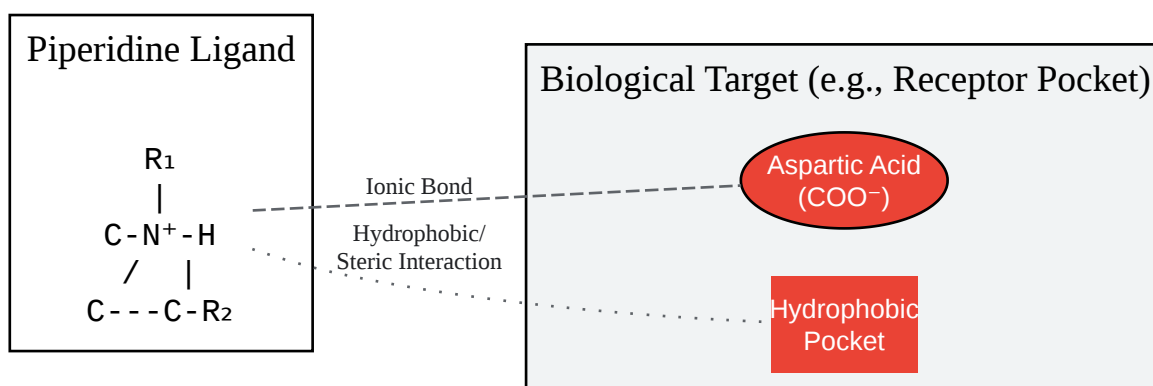 Piperidine Ligand
R₁
|
C-N⁺-H
/ |
C---C-R₂
Ionic Bond
Hydrophobic/
Steric Interaction
Biological Target (e.g., Receptor Pocket)
Aspartic Acid
(COO⁻)
Hydrophobic
Pocket